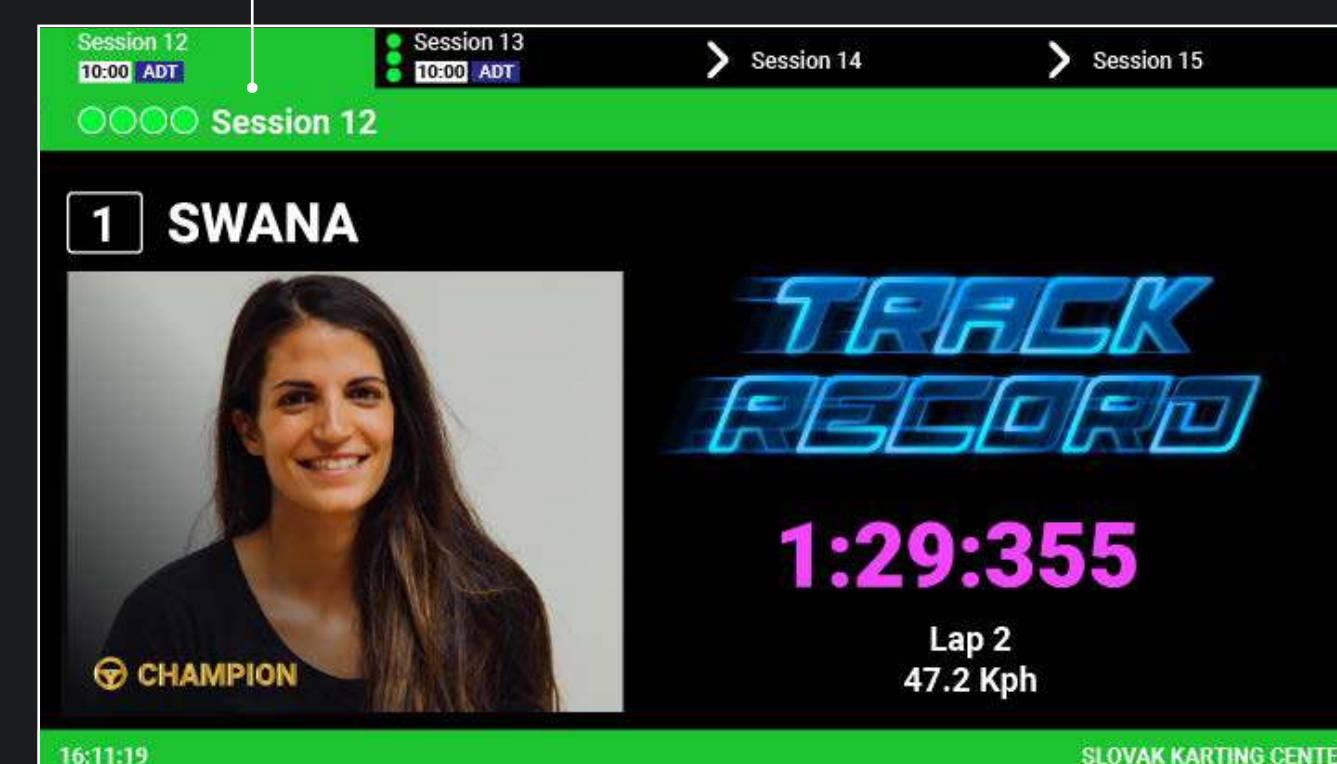 Session 12
10:00 ADT
Session 13
10:00 ADT
Session 14
Session 15
Session 12
1 SWANA
TRACK
RECORD
1:29:355
Lap 2
47.2 Kph
CHAMPION
16:11:19
SLOVAK KARTING CENTE